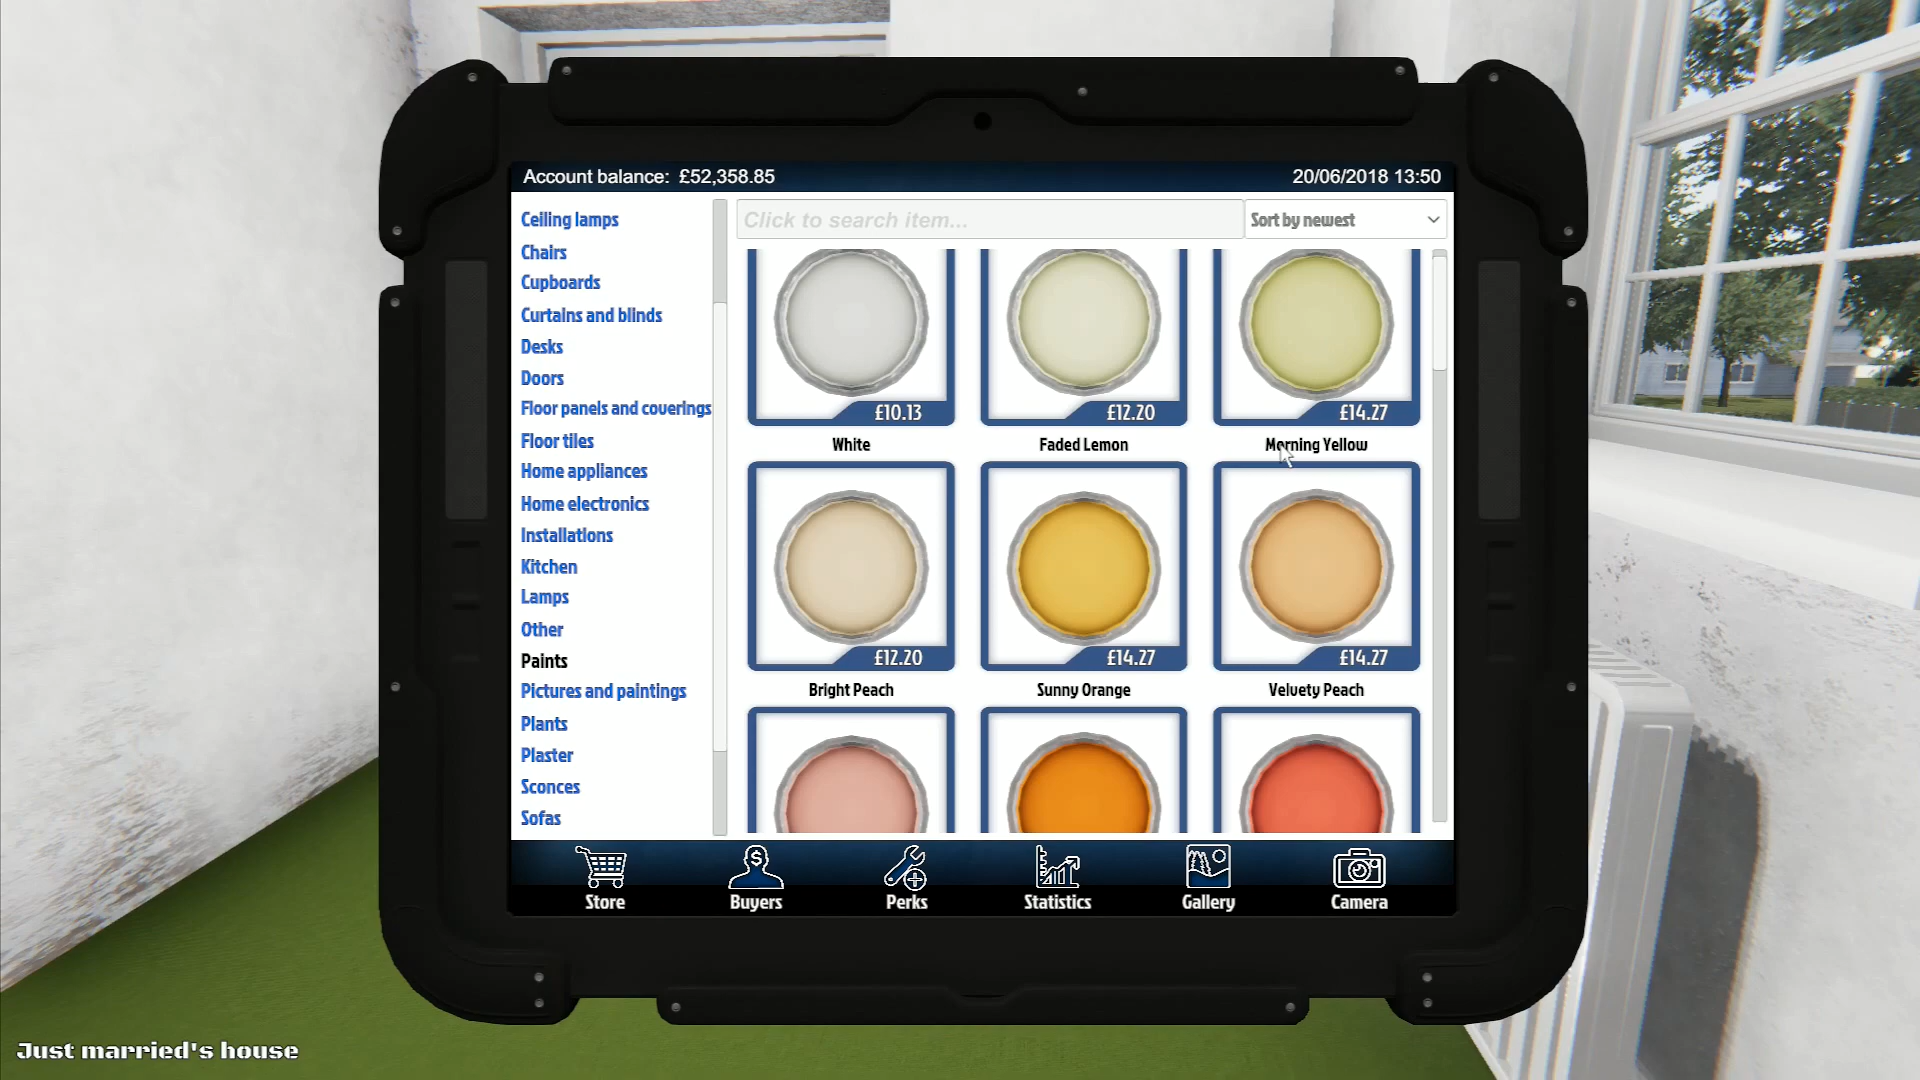 Account balance: £52,358.85
20/06/2018 13:50
Ceiling lamps
Chairs
Cupboards
Curtains and blinds
Desks
Doors
Floor panels and coverings
Floor tiles
Home appliances
Home electronics
Installations
Kitchen
Lamps
Other
Paints
Pictures and paintings
Plants
Plaster
Sconces
Sofas
Click to search item...
Sort by newest
£10.13
£12.20
£14.27
White
Faded Lemon
Morning Yellow
£12.20
£14.27
£14.27
Bright Peach
Sunny Orange
Velvety Peach
Store
Buyers
Perks
Statistics
Gallery
Camera
Just married's house